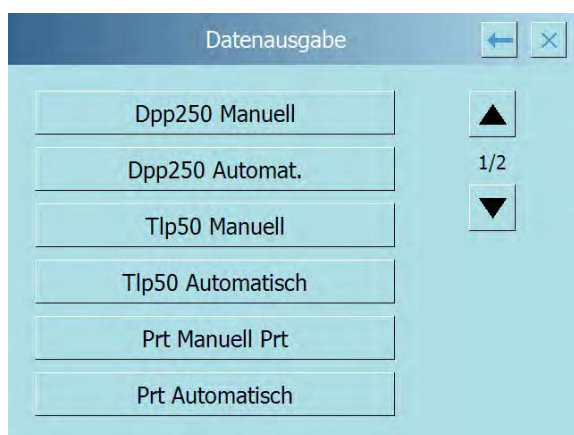 Datenausgabe
Dpp250 Manuell
Dpp250 Automat.
1/2
Tlp50 Manuell
Tlp50 Automatisch
Prt Manuell Prt
Prt Automatisch